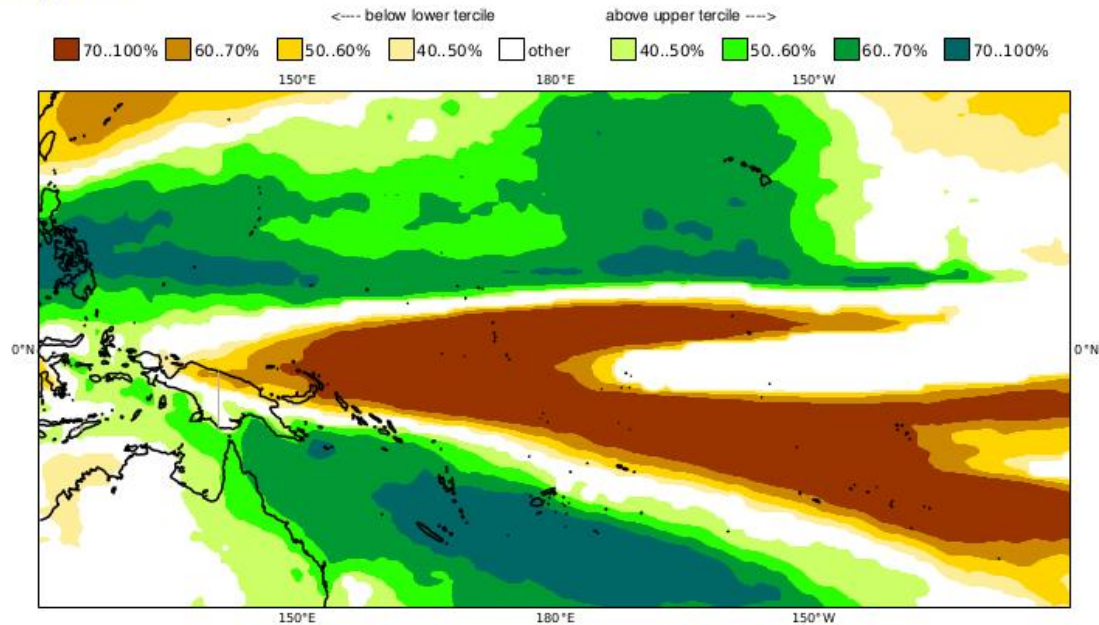 <---- below lower tercile above upper tercile ---->
70..100% 60..70% 50..60% 40..50% other 40..50% 50..60% 60..70% 70..100%
150°E 180°E 150°W
0°N 0°N
150°E 180°E 150°W